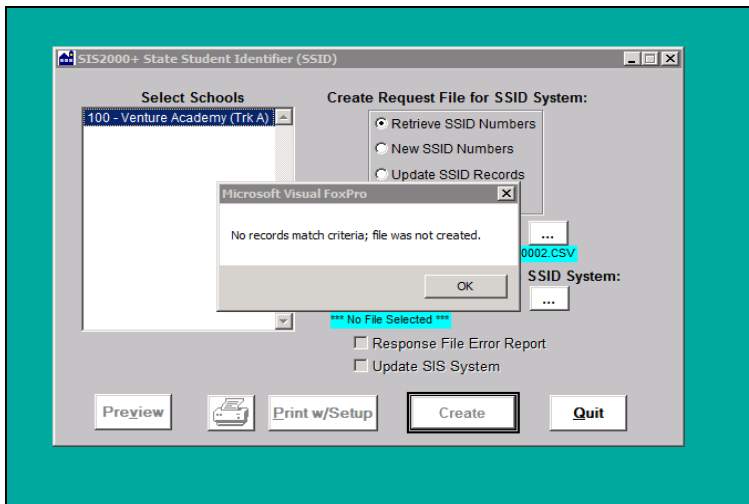 SIS2000+ State Student Identifier (SSID)
Select Schools
Create Request File for SSID System:
100 - Venture Academy (Trk A)
Retrieve SSID Numbers
New SSID Numbers
Update SSID Records
Microsoft Visual FoxPro
No records match criteria; file was not created.
OK
...
0002.CSV
SSID System:
...
*** No File Selected ***
Response File Error Report
Update SIS System
Preview
Print w/Setup
Create
Quit